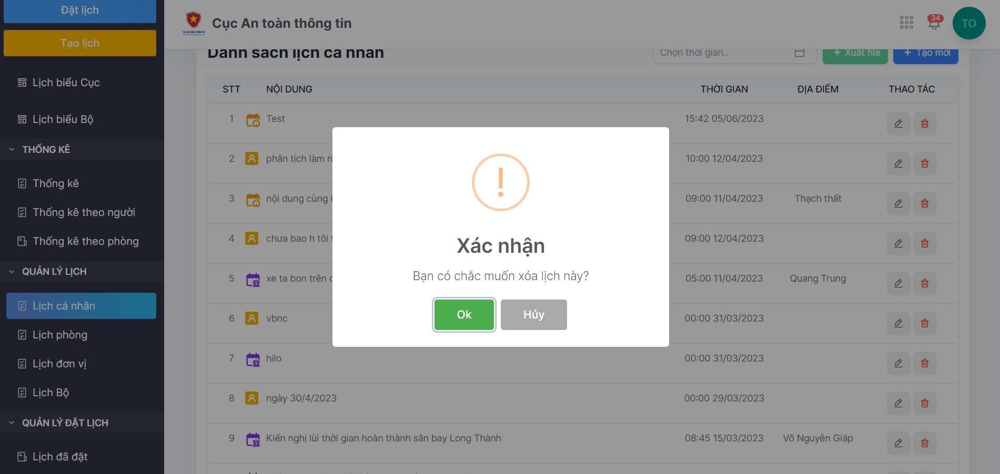 Đặt lịch
Tạo lịch
Lịch biểu Cục
Lịch biểu Bộ
THỐNG KÊ
Thống kê
Thống kê theo người
Thống kê theo phòng
QUẢN LÝ LỊCH
Lịch cá nhân
Lịch phòng
Lịch đơn vị
Lịch Bộ
QUẢN LÝ ĐẶT LỊCH
Lịch đã đặt
CỤC AN TOÀN THÔNG TIN
Cục An toàn thông tin
34
TO
Danh sách lịch cá nhân
Chọn thời gian..
+ Xuất file
+ Tạo mới
STT NỘI DUNG THỜI GIAN ĐỊA ĐIỂM THAO TÁC
1 Test 15:42 05/06/2023
2 phân tích làm 10:00 12/04/2023
3 nội dung cùng 09:00 11/04/2023 Thạch thất
4 chưa bao h tôi 09:00 12/04/2023
5 xe ta bon trên 05:00 11/04/2023 Quang Trung
6 vbnc 00:00 31/03/2023
7 hilo 00:00 31/03/2023
8 ngày 30/4/2023 00:00 29/03/2023
9 Kiến nghị lùi thời gian hoàn thành sân bay Long Thành 08:45 15/03/2023 Võ Nguyên Giáp
!
Xác nhận
Bạn có chắc muốn xóa lịch này?
Ok
Hủy